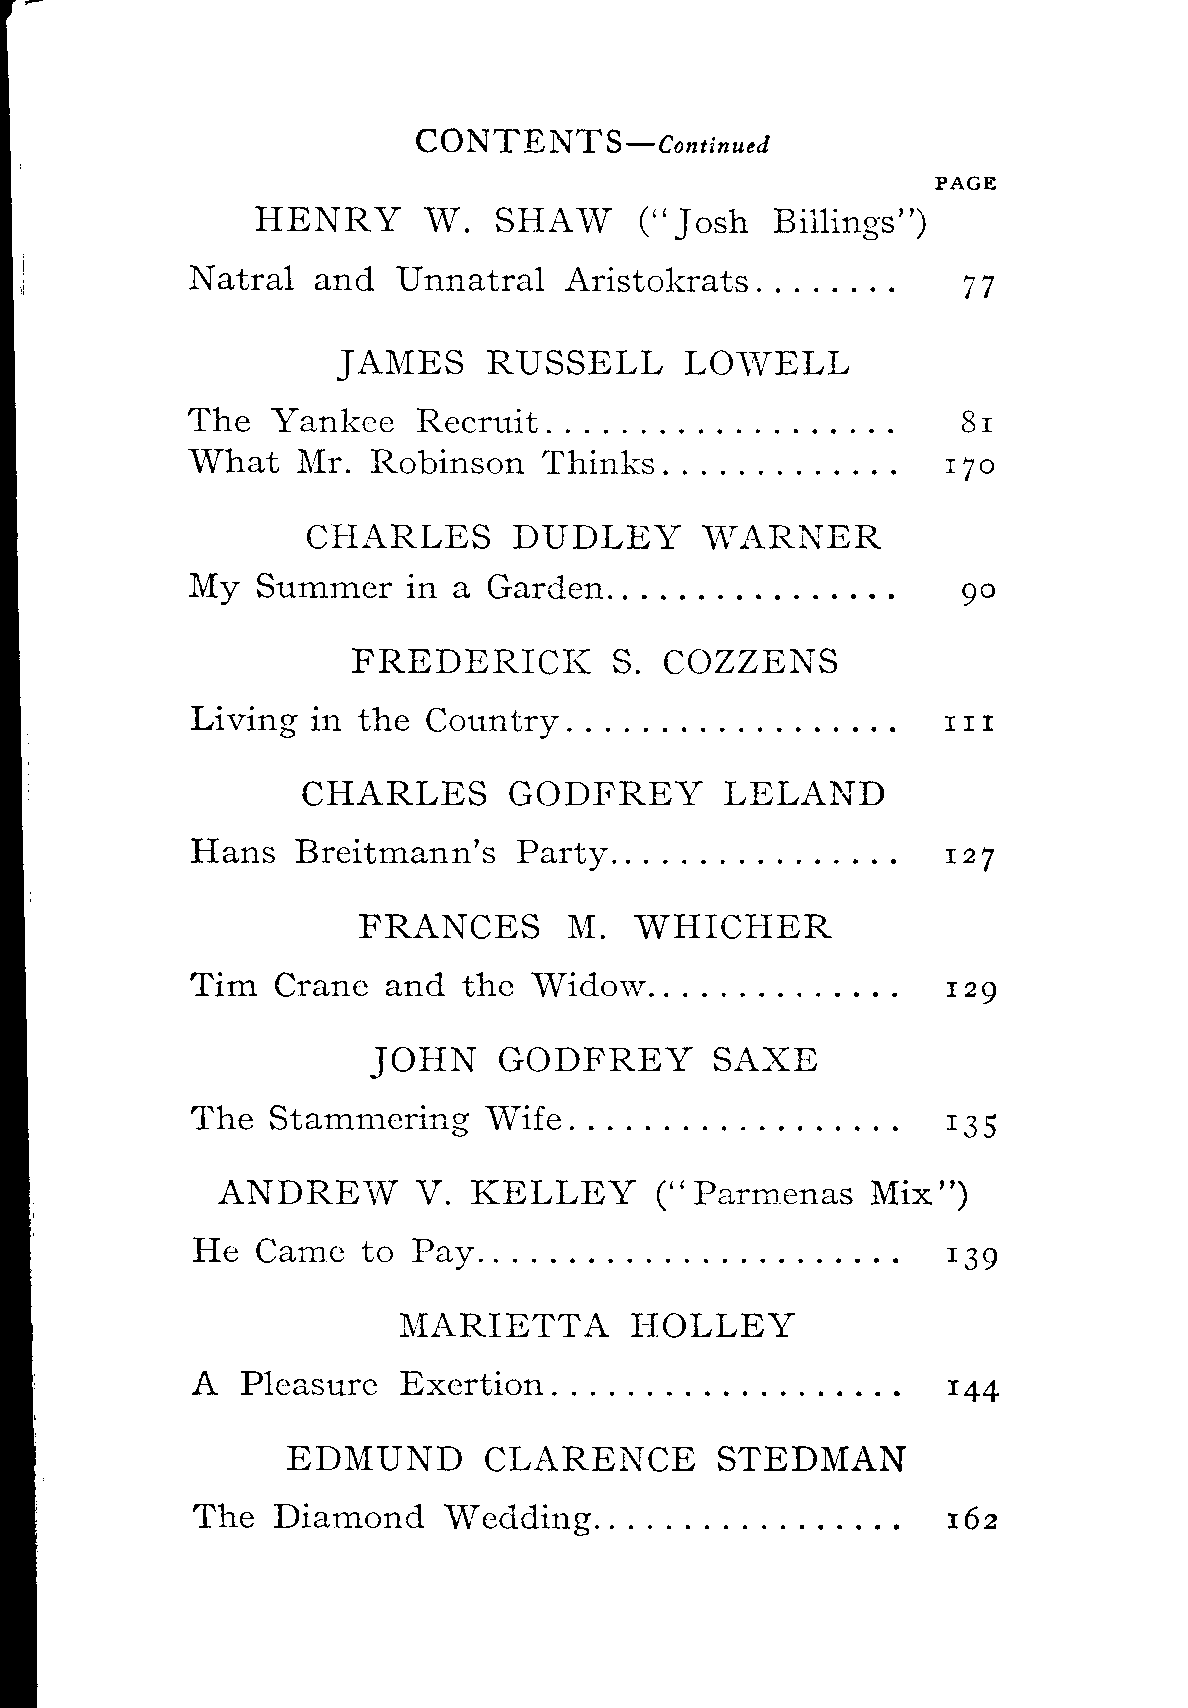 CONTENTS—Continued
PAGE
HENRY W. SHAW ("Josh Billings")
Natral and Unnatral Aristokrats........ 77
JAMES RUSSELL LOWELL
The Yankee Recruit................... 81
What Mr. Robinson Thinks............. 170
CHARLES DUDLEY WARNER
My Summer in a Garden................ 90
FREDERICK S. COZZENS
Living in the Country.................. 111
CHARLES GODFREY LELAND
Hans Breitmann's Party................ 127
FRANCES M. WHICHER
Tim Crane and the Widow.............. 129
JOHN GODFREY SAXE
The Stammering Wife.................. 135
ANDREW V. KELLEY ("Parmenas Mix")
He Came to Pay....................... 139
MARIETTA HOLLEY
A Pleasure Exertion................... 144
EDMUND CLARENCE STEDMAN
The Diamond Wedding................. 162